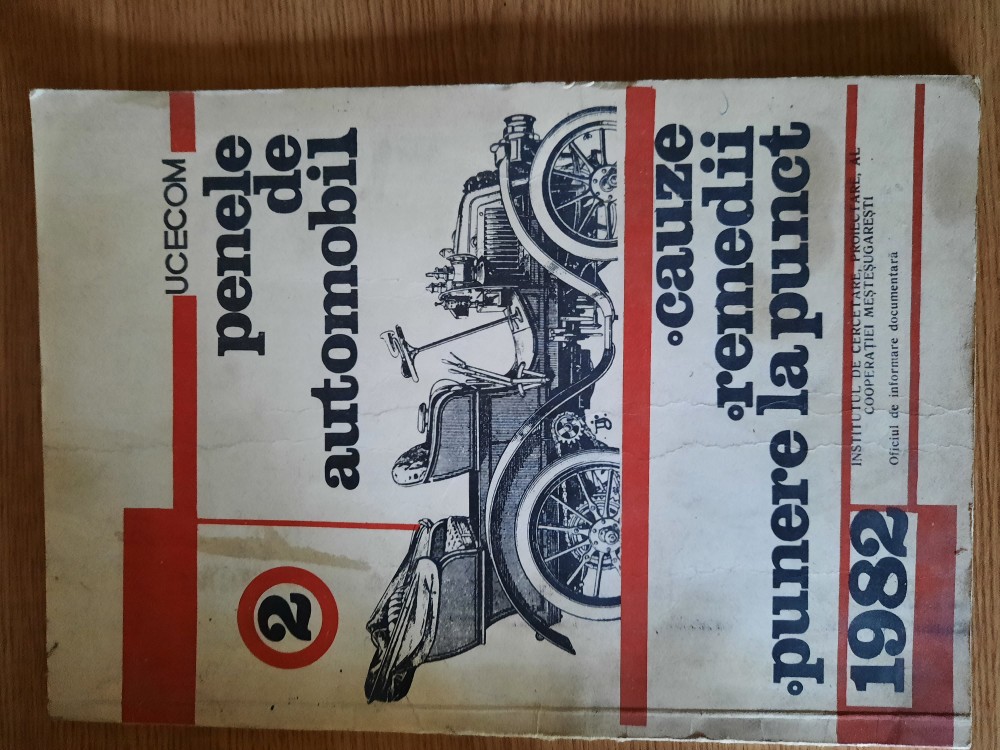 UCECOM
penele
de
automobil
2
cauze
remedii
punere la punct
1982
INSTITUTUL DE CERCETARE, PROIECTARE, AL
COOPERAȚIEI MEȘTEȘUGAREȘTI
Oficiul de informare documentară